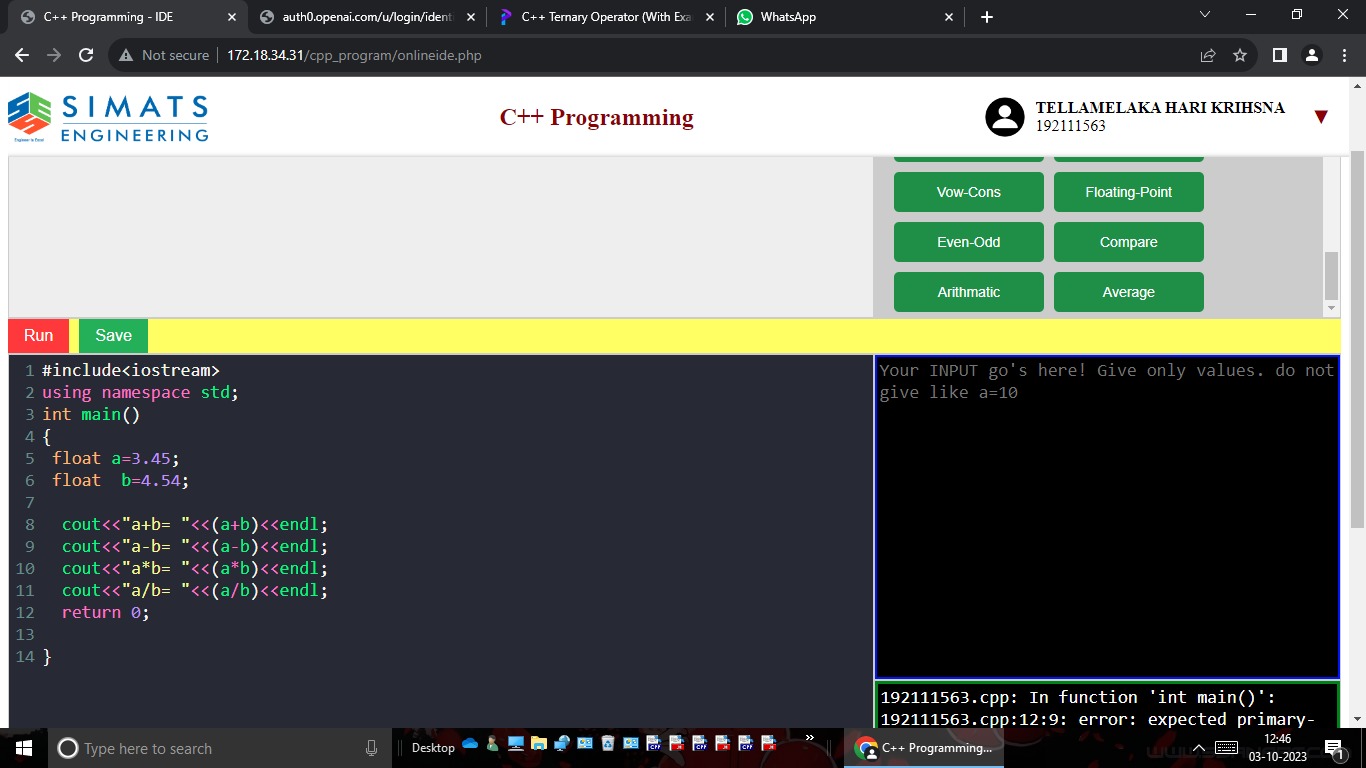 C++ Programming - IDE
auth0.openai.com/u/login/identi
C++ Ternary Operator (With Exa
WhatsApp
Not secure
172.18.34.31/cpp_program/onlineide.php
SIMATS
ENGINEERING
C++ Programming
TELLAMELAKA HARI KRIHSNA
192111563
Vow-Cons
Floating-Point
Even-Odd
Compare
Arithmatic
Average
Run
Save
1 #include<iostream>
2 using namespace std;
3 int main()
4 {
5 float a=3.45;
6 float  b=4.54;
7
8 cout<<"a+b= "<<(a+b)<<endl;
9 cout<<"a-b= "<<(a-b)<<endl;
10 cout<<"a*b= "<<(a*b)<<endl;
11 cout<<"a/b= "<<(a/b)<<endl;
12 return 0;
13
14 }
Your INPUT go's here! Give only values. do not
give like a=10
192111563.cpp: In function 'int main()':
192111563.cpp:12:9: error: expected primary-
Type here to search
Desktop
C++ Programming...
12:46
03-10-2023
1